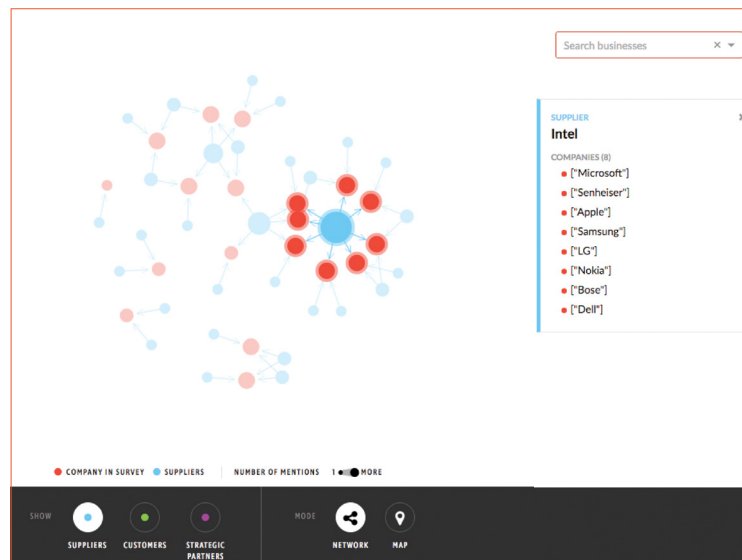 Search businesses
SUPPLIER
Intel
COMPANIES (8)
["Microsoft"]
["Senheiser"]
["Apple"]
["Samsung"]
["LG"]
["Nokia"]
["Bose"]
["Dell"]
COMPANY IN SURVEY SUPPLIERS NUMBER OF MENTIONS 1 MORE
SHOW MODE
SUPPLIERS CUSTOMERS STRATEGIC NETWORK MAP
PARTNERS